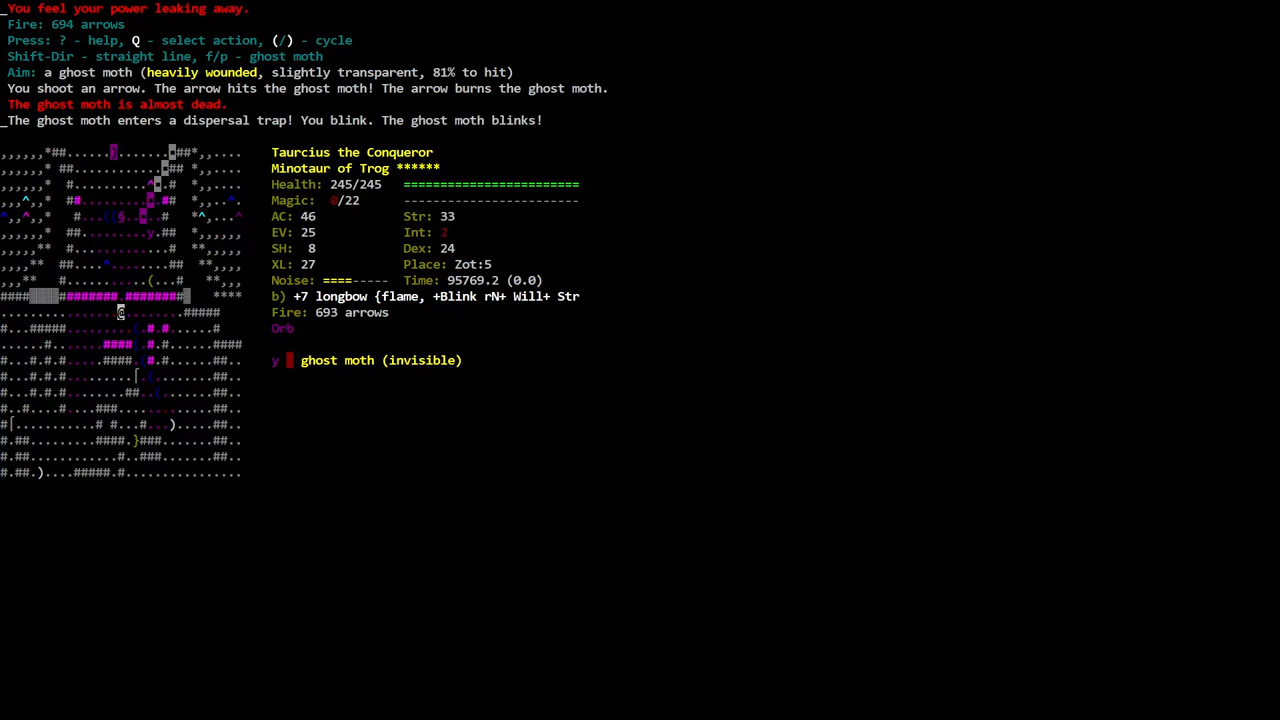 _You feel your power leaking away.
Fire: 694 arrows
Press: ? - help, Q - select action, (/) - cycle
Shift-Dir - straight line, f/p - ghost moth
Aim: a ghost moth (heavily wounded, slightly transparent, 81% to hit)
You shoot an arrow. The arrow hits the ghost moth! The arrow burns the ghost moth.
The ghost moth is almost dead.
_The ghost moth enters a dispersal trap! You blink. The ghost moth blinks!
Taurcius the Conqueror
Minotaur of Trog ******
Health: 245/245 ========================
Magic: 0/22 ------------------------
AC: 46 Str: 33
EV: 25 Int: 2
SH: 8 Dex: 24
XL: 27 Place: Zot:5
Noise: ====----- Time: 95769.2 (0.0)
b) +7 longbow {flame, +Blink rN+ Will+ Str
Fire: 693 arrows
Orb
y ghost moth (invisible)